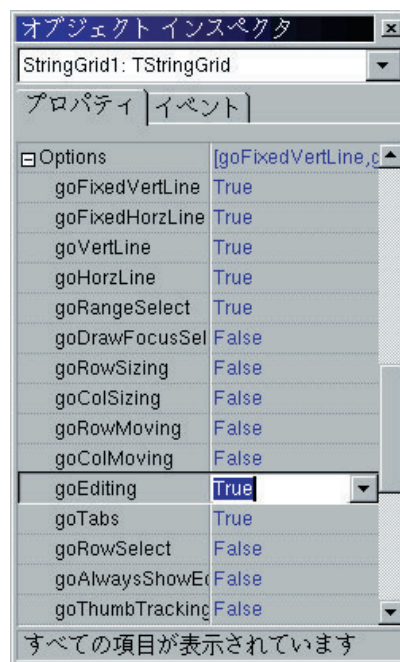 オブジェクト インスペクタ
StringGrid1: TStringGrid
プロパティ イベント
Options [goFixedVertLine,g
goFixedVertLine True
goFixedHorzLine True
goVertLine True
goHorzLine True
goRangeSelect True
goDrawFocusSel False
goRowSizing False
goColSizing False
goRowMoving False
goColMoving False
goEditing True
goTabs True
goRowSelect False
goAlwaysShowEd False
goThumbTracking False
すべての項目が表示されています